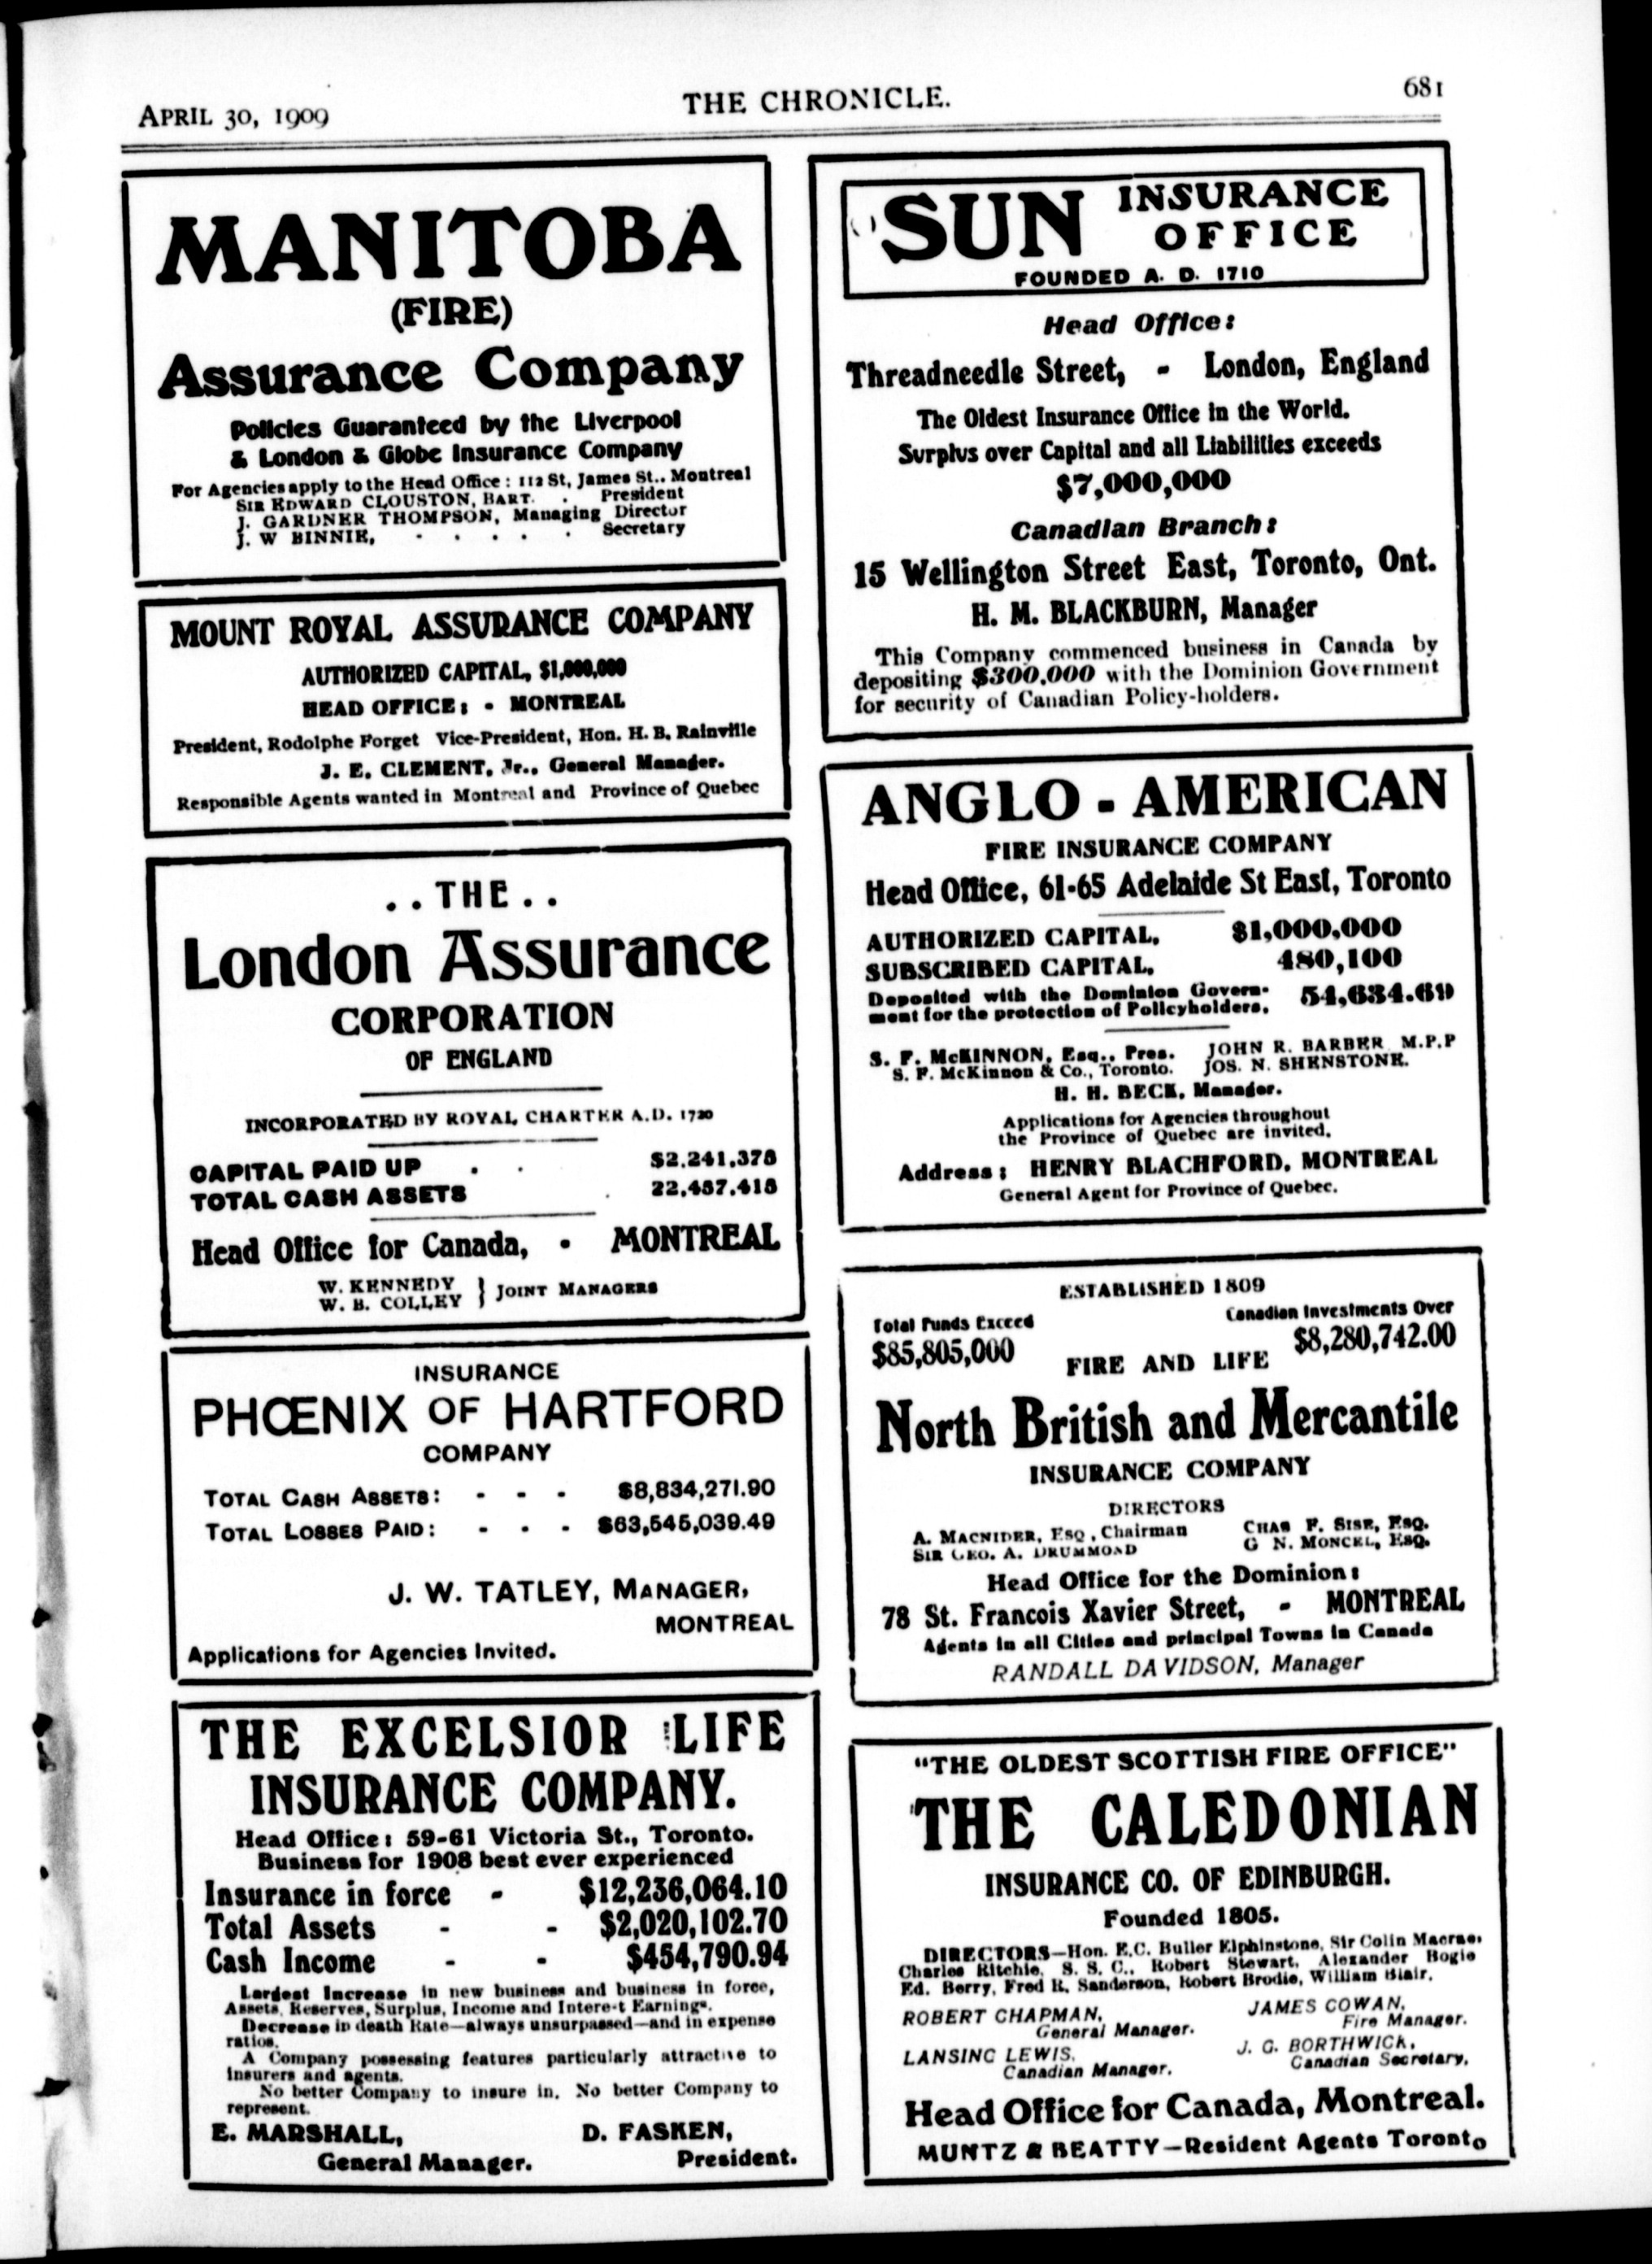 APRIL 30, 1909
THE CHRONICLE.
681
MANITOBA
(FIRE)
Assurance Company
Policies Guaranteed by the Liverpool
& London & Globe Insurance Company
For Agencies apply to the Head Office : 112 St, James St.. Montreal
SIR EDWARD CLOUSTON, BART. . President
J. GARDNER THOMPSON, Managing Director
J. W BINNIE, - . . . . Secretary
MOUNT ROYAL ASSURANCE COMPANY
AUTHORIZED CAPITAL, $1,000,000
HEAD OFFICE; - MONTREAL
President, Rodolphe Forget Vice-President, Hon. H. B. Rainville
J. E. CLEMENT, Jr., General Manager.
Responsible Agents wanted in Montreal and Province of Quebec
..THE..
London Assurance
CORPORATION
OF ENGLAND
INCORPORATED BY ROYAL CHARTER A.D. 1720
CAPITAL PAID UP . . $2,241,375
TOTAL CASH ASSETS . 22,457,415
Head Office for Canada, - MONTREAL
W. KENNEDY
W. B. COLLEY } JOINT MANAGERS
INSURANCE
PHŒNIX OF HARTFORD
COMPANY
TOTAL CASH ASSETS: - - - $8,834,271.90
TOTAL LOSSES PAID: - - - $63,545,039.49
J. W. TATLEY, MANAGER,
MONTREAL
Applications for Agencies Invited.
THE EXCELSIOR LIFE
INSURANCE COMPANY.
Head Office: 59-61 Victoria St., Toronto.
Business for 1908 best ever experienced
Insurance in force - $12,236,064.10
Total Assets - - $2,020,102.70
Cash Income - - $454,790.94
Largest Increase in new business and business in force,
Assets, Reserves, Surplus, Income and Interest Earnings.
Decrease in death Rate—always unsurpassed—and in expense
ratios.
A Company possessing features particularly attractive to
Insurers and agents.
No better Company to insure in. No better Company to
represent.
E. MARSHALL, D. FASKEN,
General Manager. President.
SUN INSURANCE
OFFICE
FOUNDED A. D. 1710
Head Office:
Threadneedle Street, - London, England
The Oldest Insurance Office in the World.
Surplus over Capital and all Liabilities exceeds
$7,000,000
Canadian Branch:
15 Wellington Street East, Toronto, Ont.
H. M. BLACKBURN, Manager
This Company commenced business in Canada by
depositing $300,000 with the Dominion Government
for security of Canadian Policy-holders.
ANGLO - AMERICAN
FIRE INSURANCE COMPANY
Head Office, 61-65 Adelaide St East, Toronto
AUTHORIZED CAPITAL, $1,000,000
SUBSCRIBED CAPITAL, 480,100
Deposited with the Dominion Govern-
ment for the protection of Policyholders, 54,634.69
S. F. McKINNON, Esq., Pres. JOHN R. BARBER M.P.P
S. F. McKinnon & Co., Toronto. JOS. N. SHENSTONE.
H. H. BECK, Manager.
Applications for Agencies throughout
the Province of Quebec are invited.
Address: HENRY BLACHFORD, MONTREAL
General Agent for Province of Quebec.
ESTABLISHED 1809
Total Funds Exceed Canadian Investments Over
$85,805,000 $8,280,742.00
FIRE AND LIFE
North British and Mercantile
INSURANCE COMPANY
DIRECTORS
A. MACNIDER, ESQ , Chairman CHAS F. SISE, ESQ.
SIR GEO. A. DRUMMOND G N. MONCEL, ESQ.
Head Office for the Dominion:
78 St. Francois Xavier Street, - MONTREAL
Agents in all Cities and principal Towns in Canada
RANDALL DAVIDSON, Manager
"THE OLDEST SCOTTISH FIRE OFFICE"
THE CALEDONIAN
INSURANCE CO. OF EDINBURGH.
Founded 1805.
DIRECTORS—Hon. E.C. Buller Elphinstone, Sir Colin Macrae,
Charles Ritchie, S. S. C., Robert Stewart, Alexander Bogie
Ed. Berry, Fred R. Sanderson, Robert Brodie, William Blair.
ROBERT CHAPMAN, JAMES COWAN,
General Manager. Fire Manager.
LANSING LEWIS, J. G. BORTHWICK,
Canadian Manager. Canadian Secretary,
Head Office for Canada, Montreal.
MUNTZ & BEATTY—Resident Agents Toronto